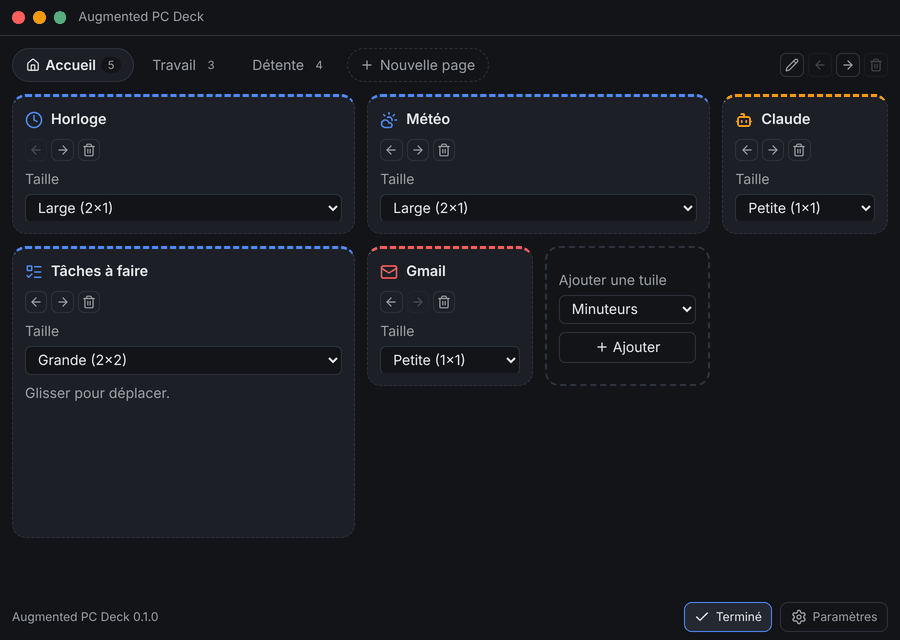 Augmented PC Deck
Accueil 5 Travail 3 Détente 4 + Nouvelle page
Horloge
Taille
Large (2×1)
Météo
Taille
Large (2×1)
Claude
Taille
Petite (1×1)
Tâches à faire
Taille
Grande (2×2)
Glisser pour déplacer.
Gmail
Taille
Petite (1×1)
Ajouter une tuile
Minuteurs
+ Ajouter
Augmented PC Deck 0.1.0
Terminé
Paramètres